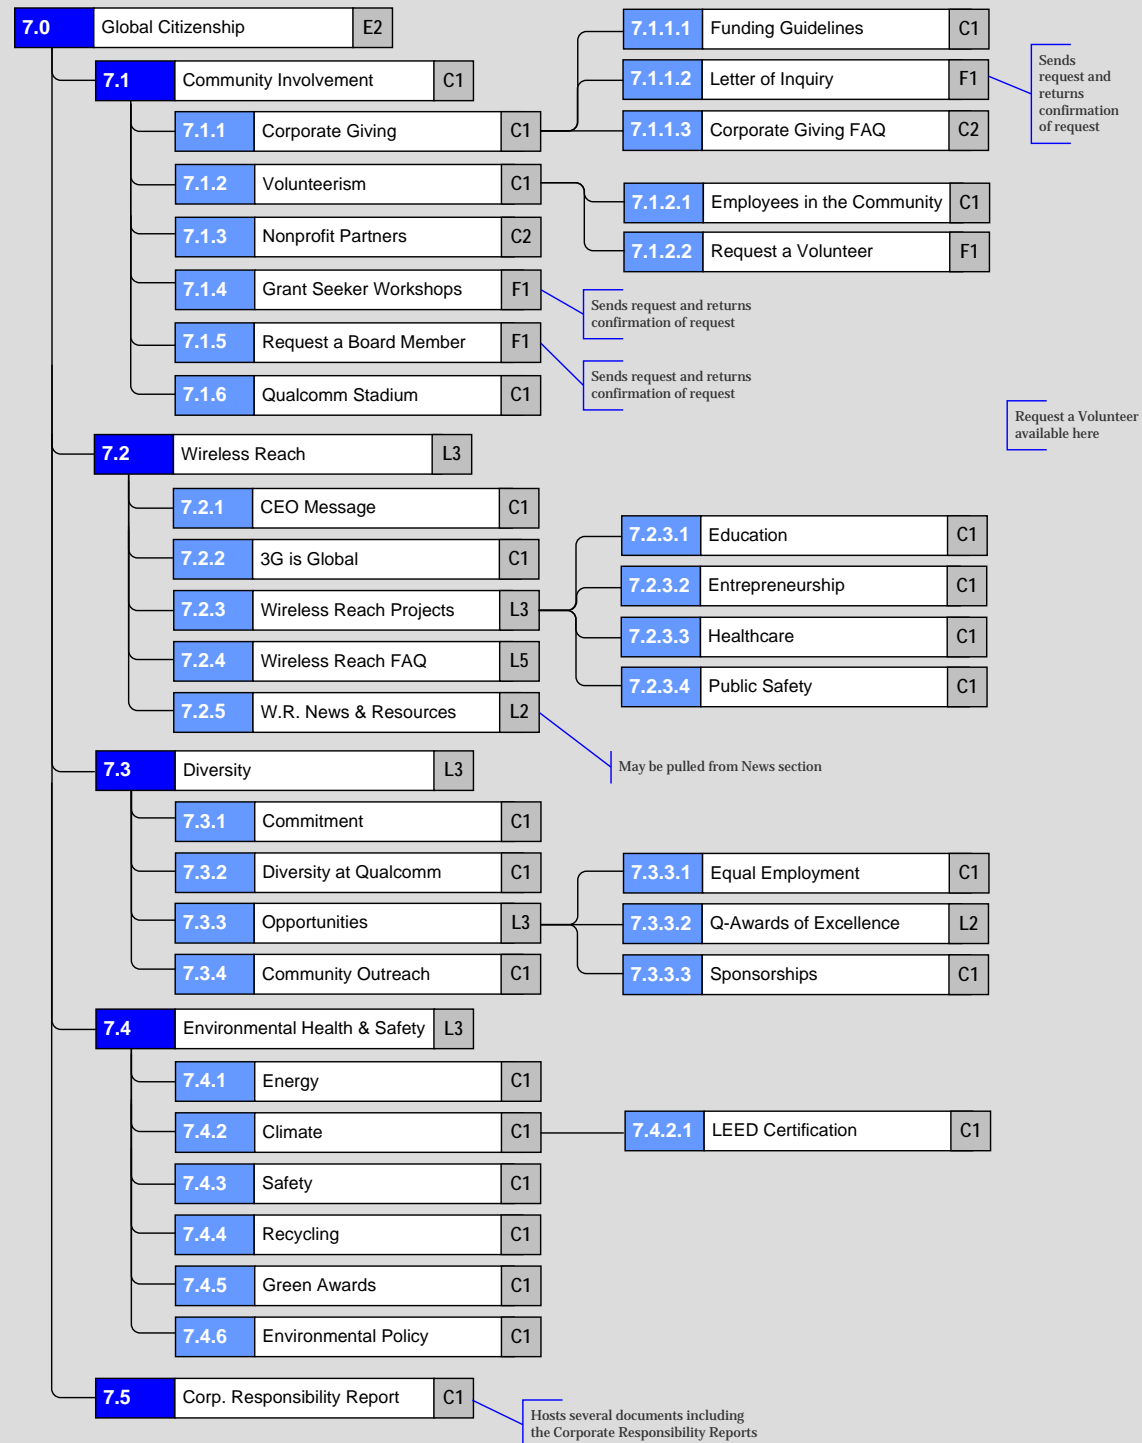 7.0 Global Citizenship E2
7.1 Community Involvement C1
7.1.1 Corporate Giving C1
7.1.1.1 Funding Guidelines C1
7.1.1.2 Letter of Inquiry F1
Sends
request and
returns
confirmation
of request
7.1.1.3 Corporate Giving FAQ C2
7.1.2 Volunteerism C1
7.1.2.1 Employees in the Community C1
7.1.2.2 Request a Volunteer F1
7.1.3 Nonprofit Partners C2
7.1.4 Grant Seeker Workshops F1
Sends request and returns
confirmation of request
7.1.5 Request a Board Member F1
Sends request and returns
confirmation of request
7.1.6 Qualcomm Stadium C1
Request a Volunteer
available here
7.2 Wireless Reach L3
7.2.1 CEO Message C1
7.2.2 3G is Global C1
7.2.3 Wireless Reach Projects L3
7.2.3.1 Education C1
7.2.3.2 Entrepreneurship C1
7.2.3.3 Healthcare C1
7.2.3.4 Public Safety C1
7.2.4 Wireless Reach FAQ L5
7.2.5 W.R. News & Resources L2
May be pulled from News section
7.3 Diversity L3
7.3.1 Commitment C1
7.3.2 Diversity at Qualcomm C1
7.3.3 Opportunities L3
7.3.3.1 Equal Employment C1
7.3.3.2 Q-Awards of Excellence L2
7.3.3.3 Sponsorships C1
7.3.4 Community Outreach C1
7.4 Environmental Health & Safety L3
7.4.1 Energy C1
7.4.2 Climate C1
7.4.2.1 LEED Certification C1
7.4.3 Safety C1
7.4.4 Recycling C1
7.4.5 Green Awards C1
7.4.6 Environmental Policy C1
7.5 Corp. Responsibility Report C1
Hosts several documents including
the Corporate Responsibility Reports